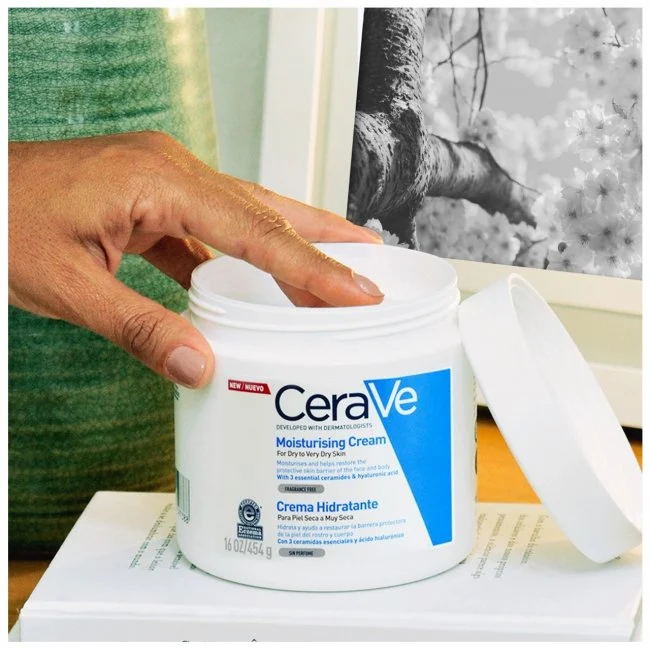 NEW / NUEVO
CeraVe
DEVELOPED WITH DERMATOLOGISTS
Moisturising Cream
For Dry to Very Dry Skin
Moisturises and helps restore the
protective skin barrier of the face and body
With 3 essential ceramides & hyaluronic acid
FRAGRANCE FREE
Crema Hidratante
Para Piel Seca a Muy Seca
Hidrata y ayuda a restaurar la barrera protectora
de la piel del rostro y cuerpo
Con 3 ceramidas esenciales y ácido hialurónico
SIN PERFUME
Eczema
16 OZ/454 g